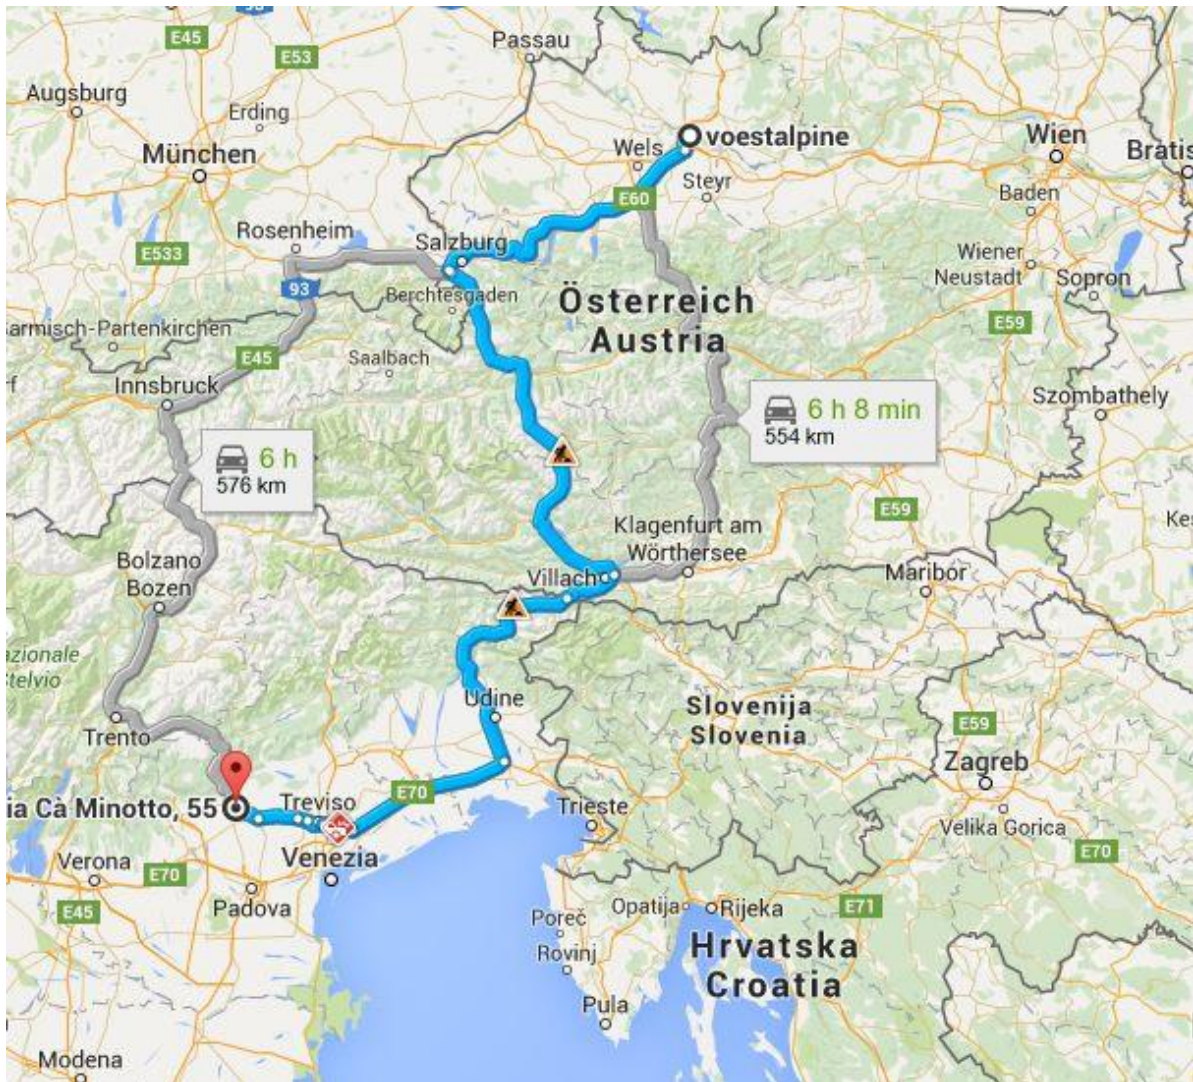 E45
98
E53
Passau
Augsburg
Erding
München
voestalpine
Wels
Wien
Bratis
Steyr
Baden
E60
Rosenheim
E533
Salzburg
Wiener
Neustadt
Sopron
93
Berchtesgaden
Österreich
Austria
E59
armisch-Partenkirchen
E45
Saalbach
Innsbruck
Szombathely
6 h 8 min
554 km
6 h
576 km
E59
Ke
Klagenfurt am
Wörthersee
Bolzano
Bozen
Villach
Maribor
azionale
Stelvio
Udine
Slovenija
Slovenia
E59
Trento
Zagreb
E70
ia Cà Minotto, 55
Treviso
Trieste
Velika Gorica
Venezia
Verona
E70
E70
E45
Padova
Poreč
Opatija
Rijeka
E71
Rovinj
Hrvatska
Croatia
Pula
Modena